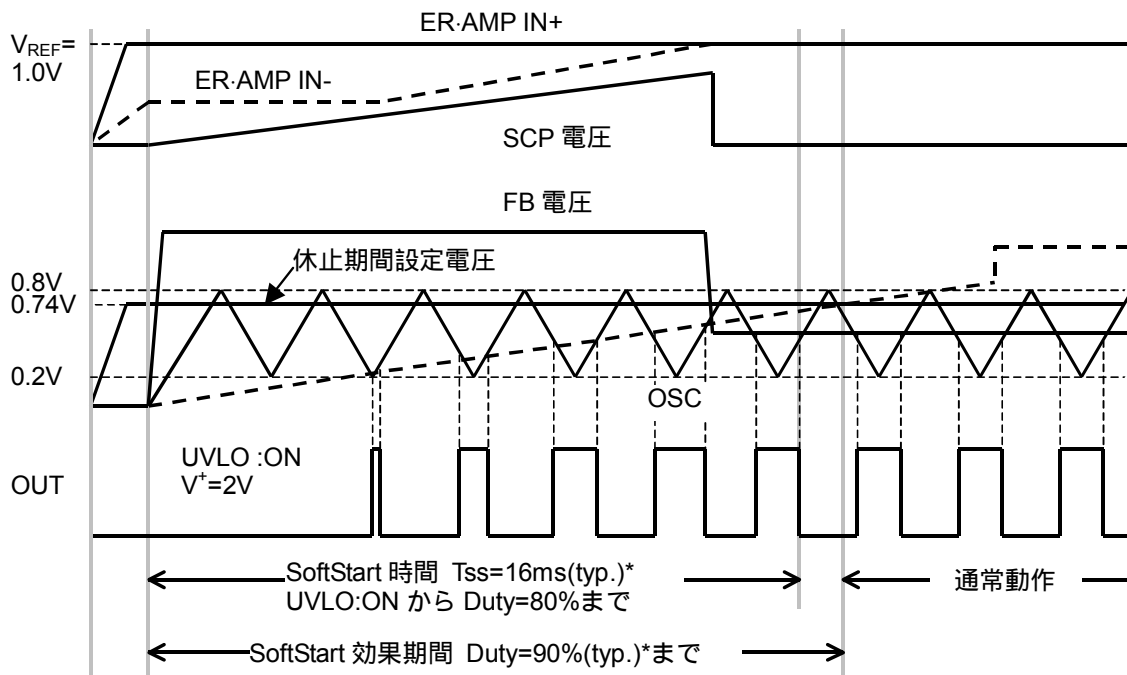 ER·AMP IN+
VREF=
1.0V
ER·AMP IN-
SCP 電圧
FB 電圧
休止期間設定電圧
0.8V
0.74V
0.2V
OSC
UVLO :ON
V+=2V
OUT
SoftStart 時間 Tss=16ms(typ.)*
UVLO:ON から Duty=80%まで
通常動作
SoftStart 効果期間 Duty=90%(typ.)*まで